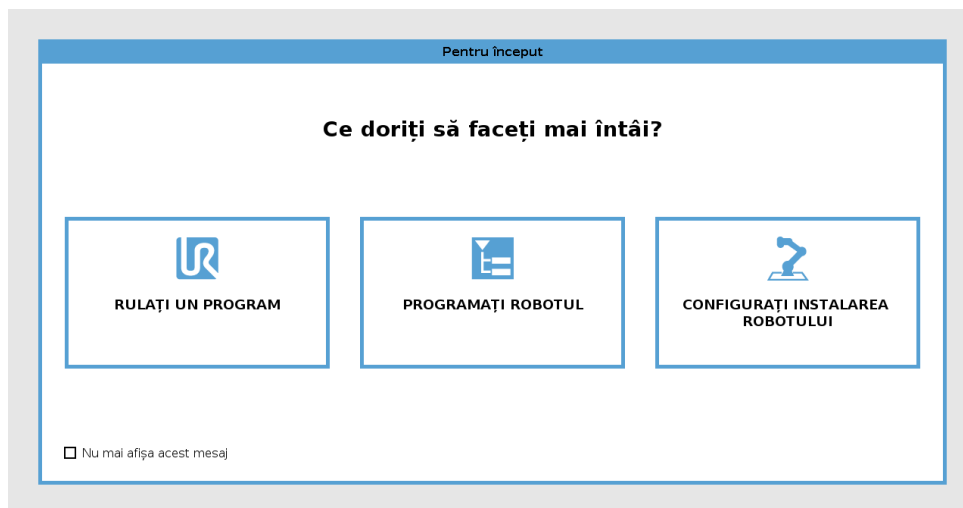 Pentru început
Ce doriți să faceți mai întâi?
UR
RULAȚI UN PROGRAM
PROGRAMAȚI ROBOTUL
CONFIGURAȚI INSTALAREA
ROBOTULUI
Nu mai afișa acest mesaj